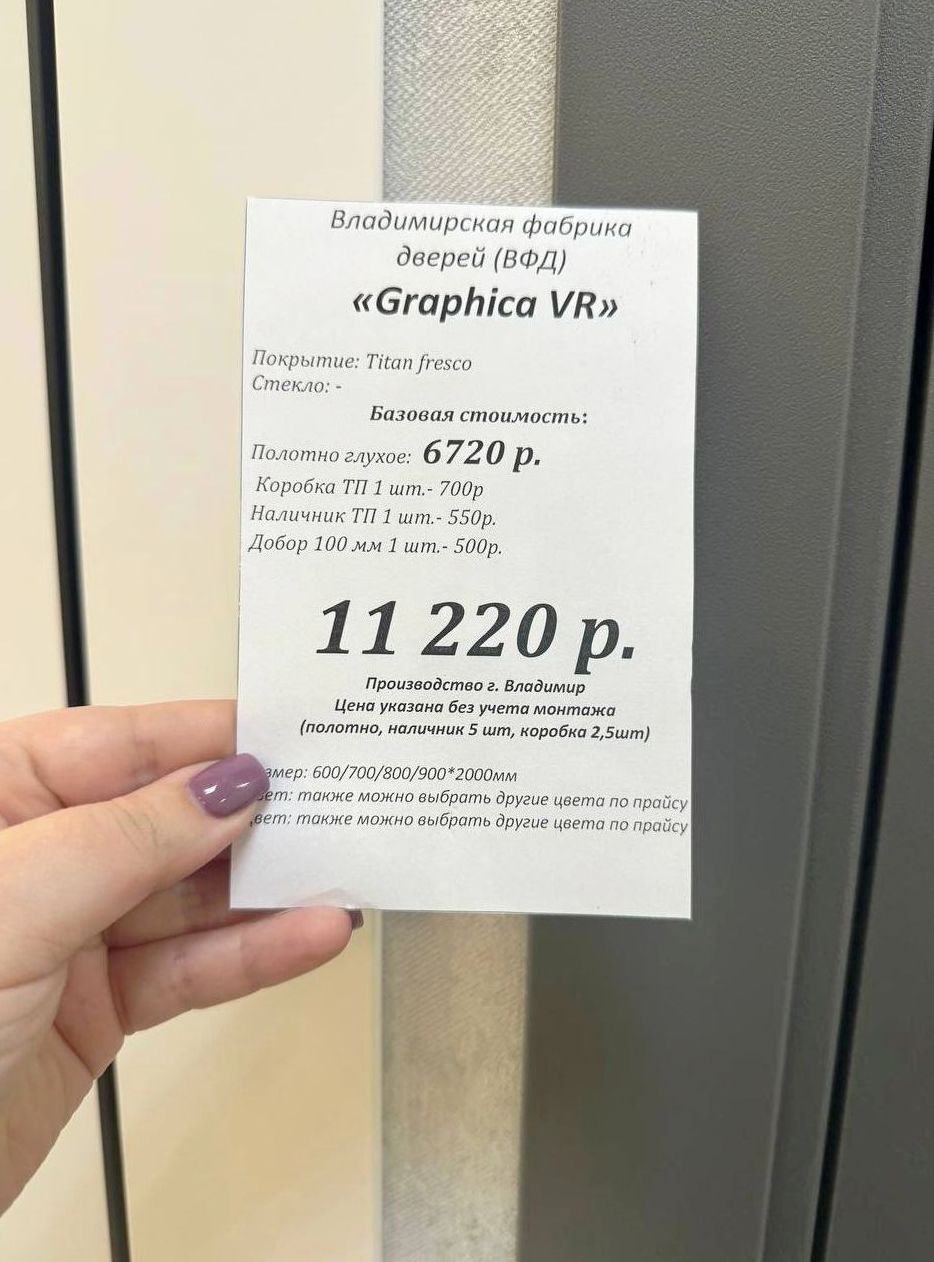 Владимирская фабрика
дверей (ВФД)
«Graphica VR»
Покрытие: Titan fresco
Стекло: -
Базовая стоимость:
Полотно глухое: 6720 р.
Коробка ТП 1 шт.- 700р
Наличник ТП 1 шт.- 550р.
Добор 100 мм 1 шт.- 500р.
11 220 р.
Производство г. Владимир
Цена указана без учета монтажа
(полотно, наличник 5 шт, коробка 2,5шт)
змер: 600/700/800/900*2000мм
вет: также можно выбрать другие цвета по прайсу
вет: также можно выбрать другие цвета по прайсу